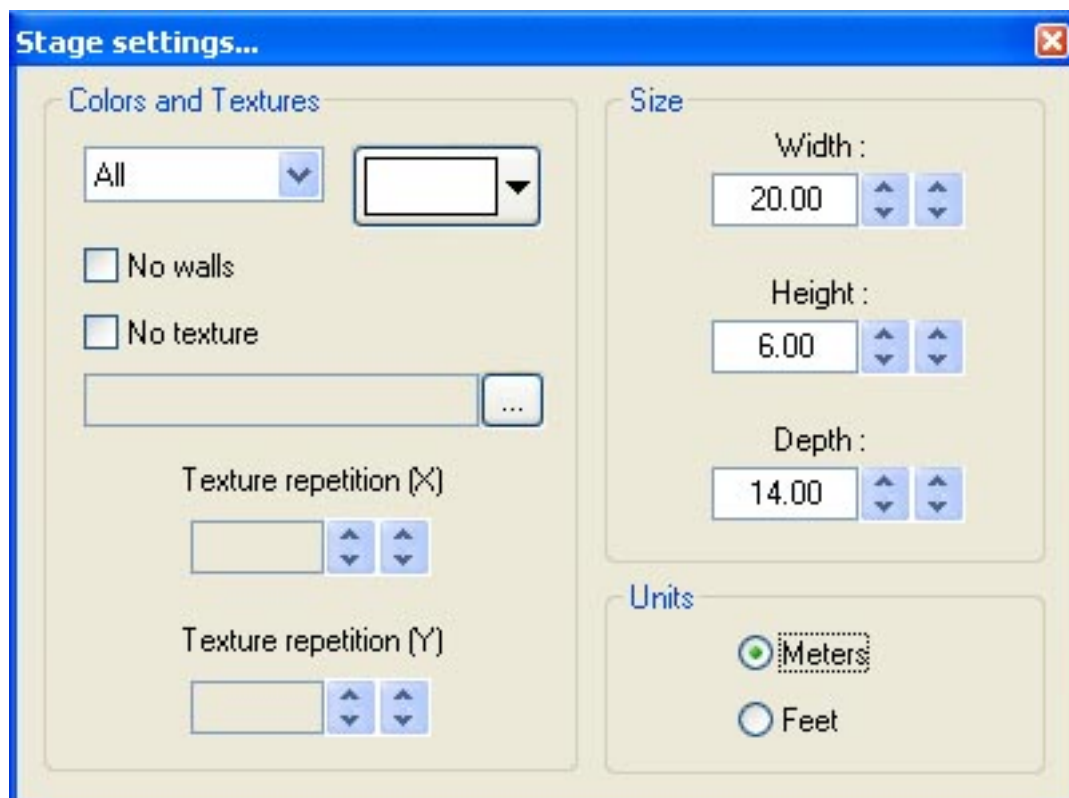 Stage settings...
Colors and Textures
All
No walls
No texture
...
Texture repetition (X)
Texture repetition (Y)
Size
Width :
20.00
Height :
6.00
Depth :
14.00
Units
Meters
Feet